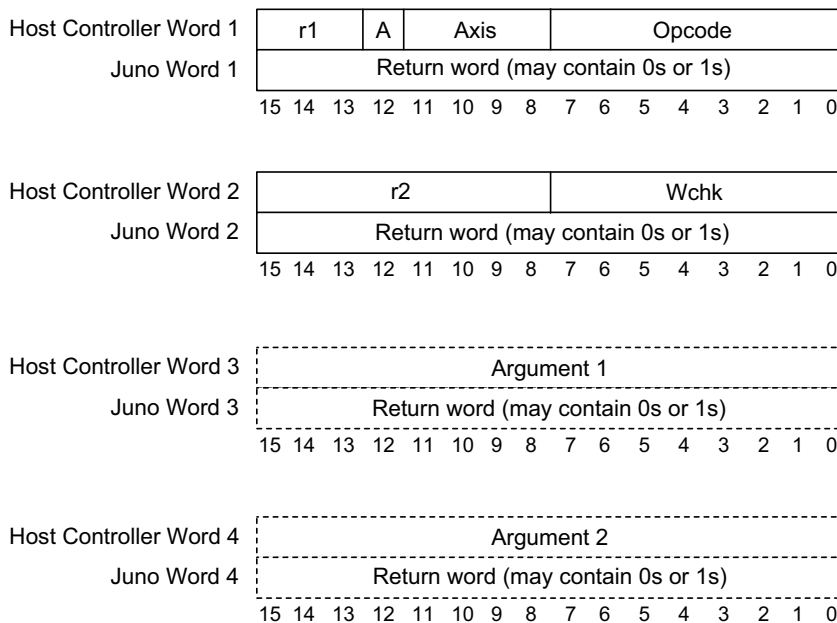 Host Controller Word 1 r1 A Axis Opcode
Juno Word 1 Return word (may contain 0s or 1s)
15 14 13 12 11 10 9 8 7 6 5 4 3 2 1 0
Host Controller Word 2 r2 Wchk
Juno Word 2 Return word (may contain 0s or 1s)
15 14 13 12 11 10 9 8 7 6 5 4 3 2 1 0
Host Controller Word 3 Argument 1
Juno Word 3 Return word (may contain 0s or 1s)
15 14 13 12 11 10 9 8 7 6 5 4 3 2 1 0
Host Controller Word 4 Argument 2
Juno Word 4 Return word (may contain 0s or 1s)
15 14 13 12 11 10 9 8 7 6 5 4 3 2 1 0